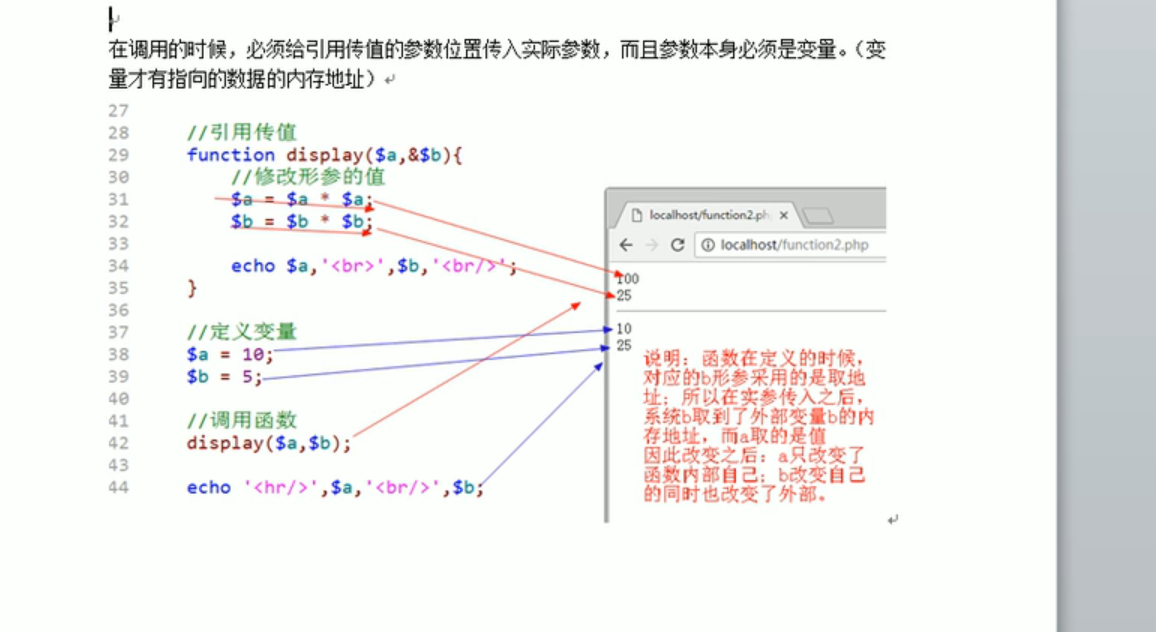 在调用的时候，必须给引用传值的参数位置传入实际参数，而且参数本身必须是变量。（变
量才有指向的数据的内存地址）
27
28 //引用传值
29 function display($a,&$b){
30 //修改形参的值
31 $a = $a * $a;
32 $b = $b * $b;
33
34 echo $a,'<br>',$b,'<br/>';
35 }
36
37 //定义变量
38 $a = 10;
39 $b = 5;
40
41 //调用函数
42 display($a,$b);
43
44 echo '<hr/>',$a,'<br/>',$b;
localhost/function2.ph
localhost/function2.php
100
25
10
25
说明：函数在定义的时候，
对应的b形参采用的是取地
址；所以在实参传入之后，
系统b取到了外部变量b的内
存地址，而a取的是值
因此改变之后：a只改变了
函数内部自己；b改变自己
的同时也改变了外部。